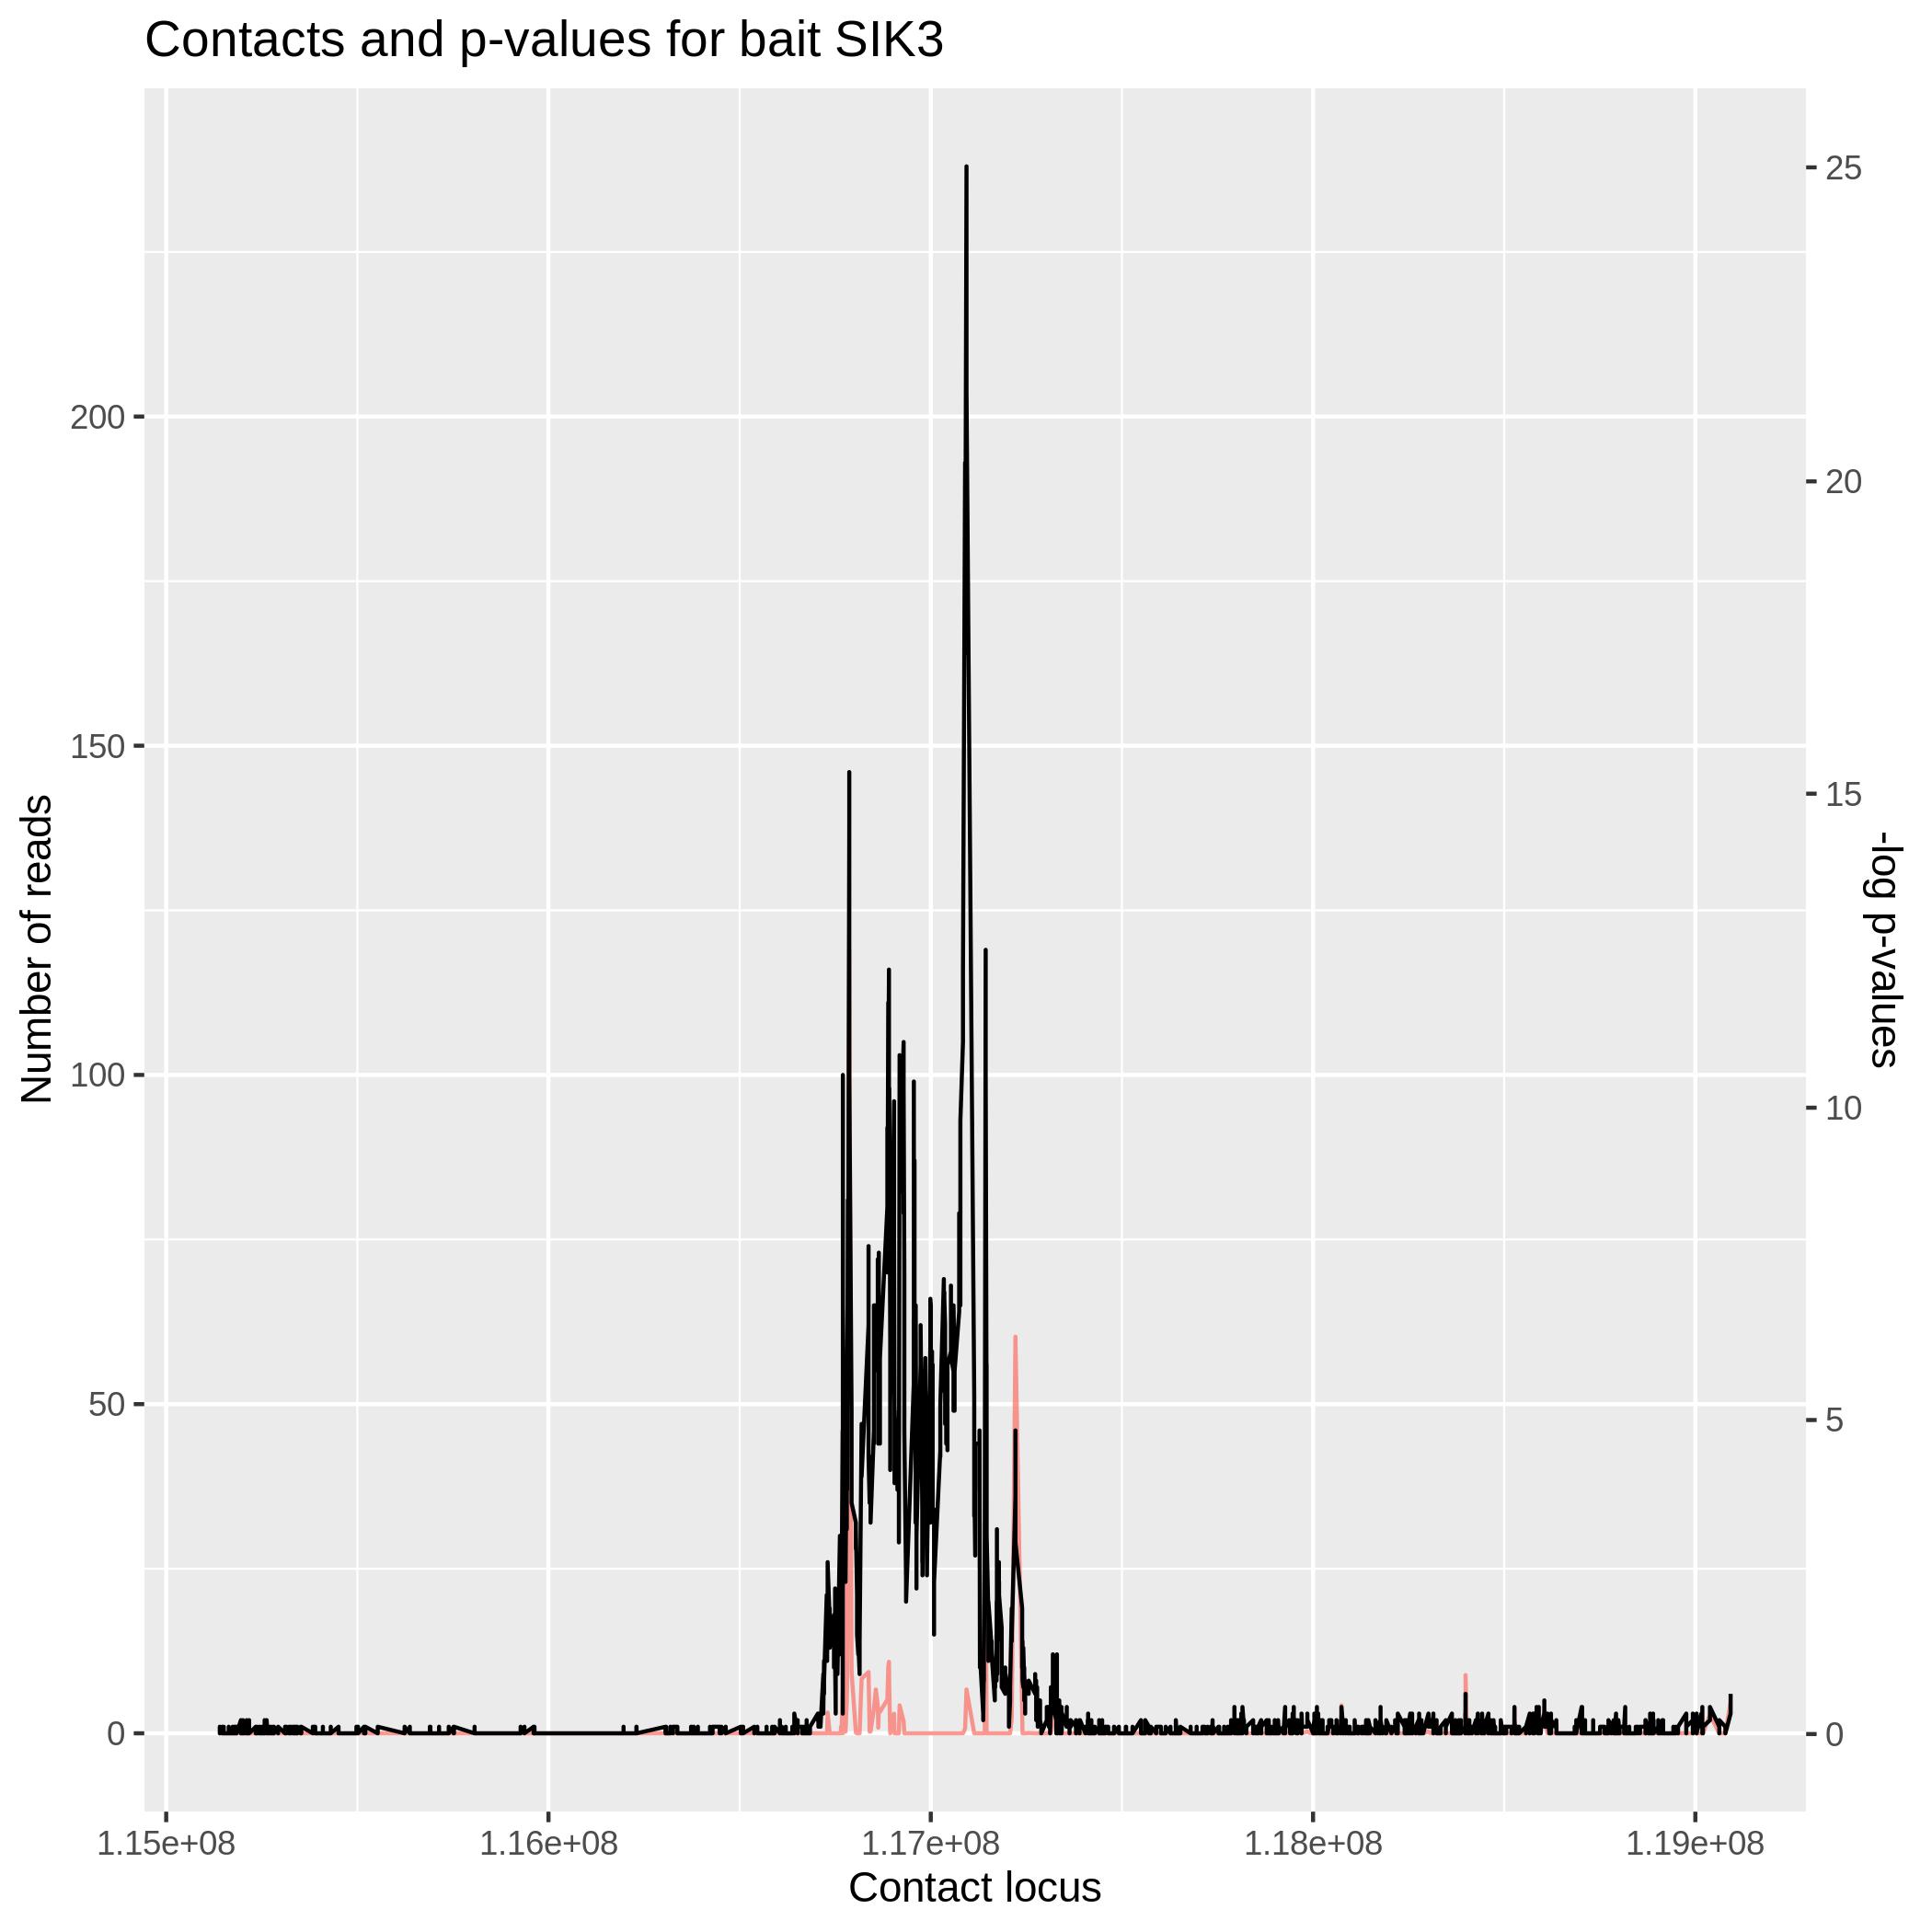 Contacts and p-values for bait SIK3
Number of reads
200
150
100
50
0
25
20
15
10
5
0
-log p-values
1.15e+08
1.16e+08
1.17e+08
1.18e+08
1.19e+08
Contact locus